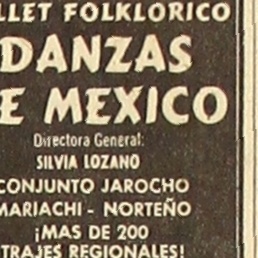 LLET FOLKLORICO
DANZAS
E MEXICO
Directora General:
SILVIA LOZANO
CONJUNTO JAROCHO
MARIACHI - NORTEÑO
¡MAS DE 200
TRAJES REGIONALES!